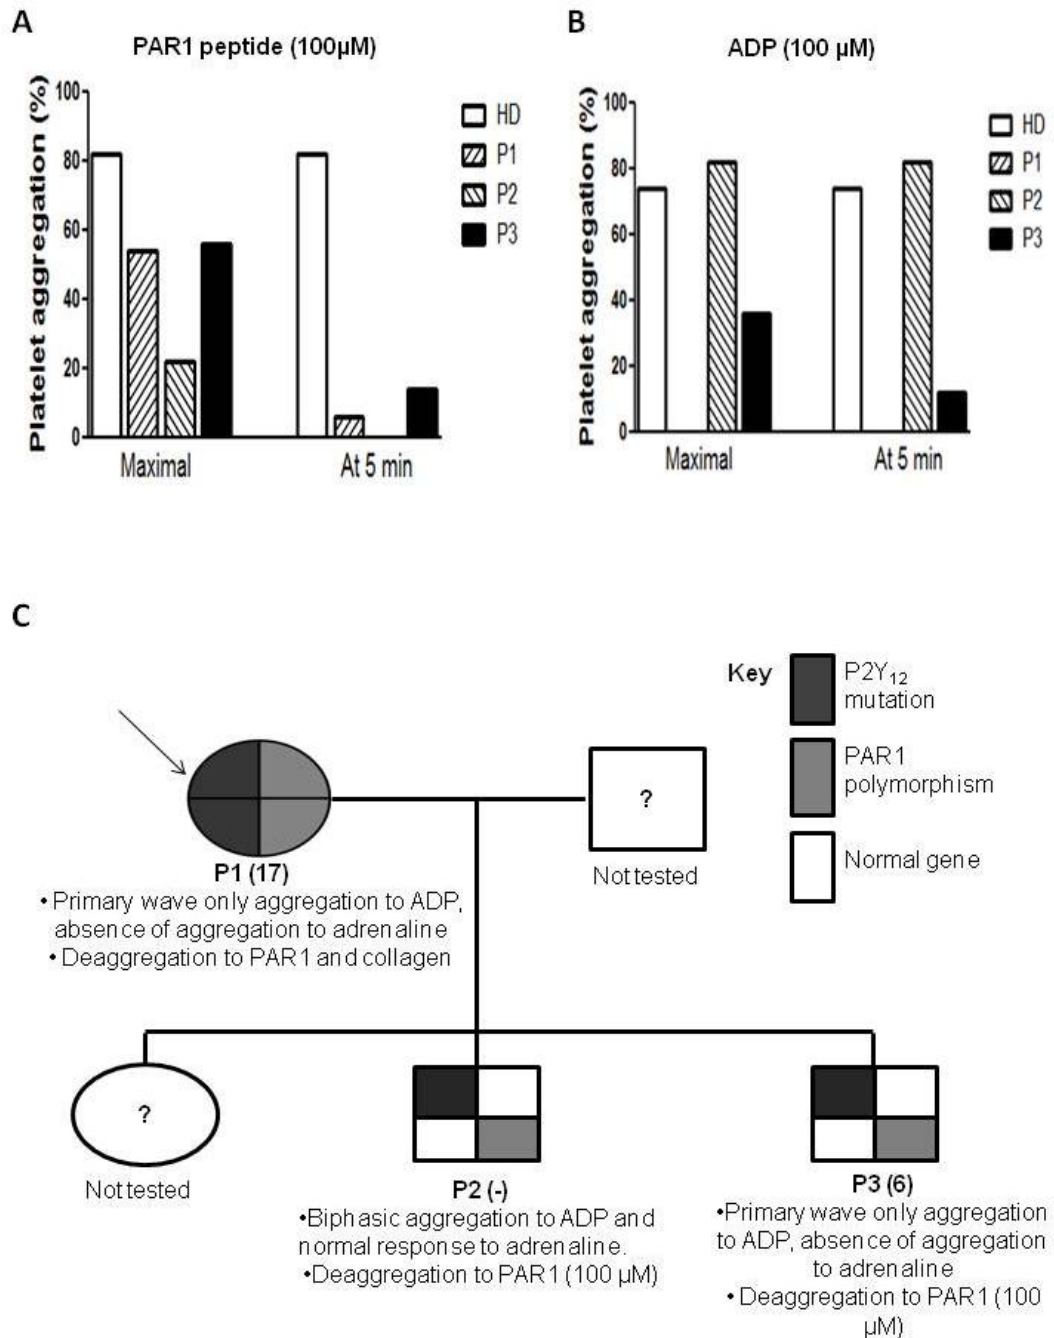 A
PAR1 peptide (100µM)
Platelet aggregation (%)
100
80
60
40
20
0
Maximal
At 5 min
HD
P1
P2
P3
B
ADP (100 µM)
Platelet aggregation (%)
100
80
60
40
20
0
Maximal
At 5 min
HD
P1
P2
P3
C
Key
P2Y₁₂
mutation
PAR1
polymorphism
Normal gene
P1 (17)
• Primary wave only aggregation to ADP,
absence of aggregation to adrenaline
• Deaggregation to PAR1 and collagen
?
Not tested
?
Not tested
P2 (-)
•Biphasic aggregation to ADP and
normal response to adrenaline.
•Deaggregation to PAR1 (100 µM)
P3 (6)
•Primary wave only aggregation
to ADP, absence of aggregation
to adrenaline
• Deaggregation to PAR1 (100
µM)